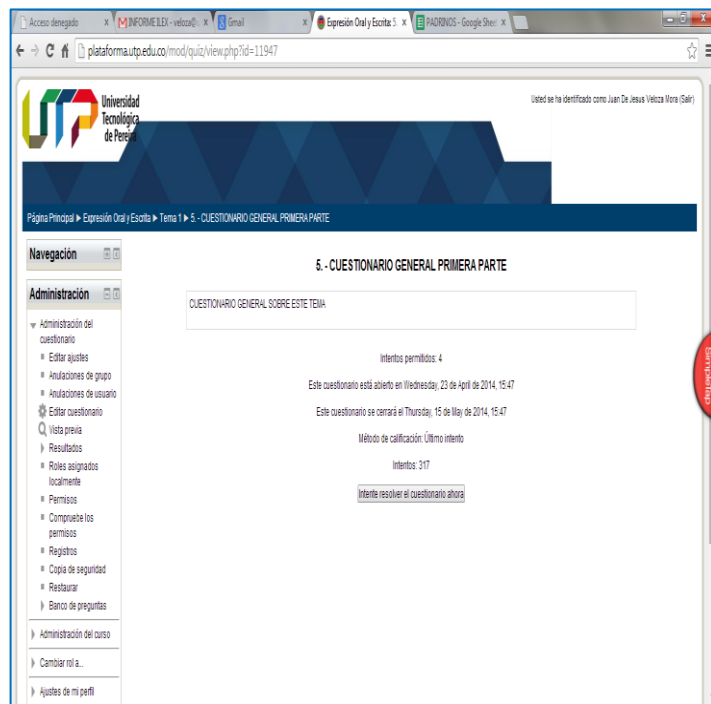 Acceso denegado
INFORME ILEX - veloza@u
Gmail
Expresión Oral y Escrita: 5.
PADRINOS - Google Sheet
plataforma.utp.edu.co/mod/quiz/view.php?id=11947
Universidad
Tecnológica
de Pereira
UTP
Usted se ha identificado como Juan De Jesus Veloza Mora (Salir)
Página Principal ► Expresión Oral y Escrita ► Tema 1 ► 5. - CUESTIONARIO GENERAL PRIMERA PARTE
Navegación
Administración
Administración del
cuestionario
Editar ajustes
Anulaciones de grupo
Anulaciones de usuario
Editar cuestionario
Vista previa
Resultados
Roles asignados
localmente
Permisos
Compruebe los
permisos
Registros
Copia de seguridad
Restaurar
Banco de preguntas
Administración del curso
Cambiar rol a...
Ajustes de mi perfil
5. - CUESTIONARIO GENERAL PRIMERA PARTE
CUESTIONARIO GENERAL SOBRE ESTE TEMA
Intentos permitidos: 4
Este cuestionario está abierto en Wednesday, 23 de April de 2014, 15:47
Este cuestionario se cerrará el Thursday, 15 de May de 2014, 15:47
Método de calificación: Último intento
Intentos: 317
Intente resolver el cuestionario ahora
simpletap